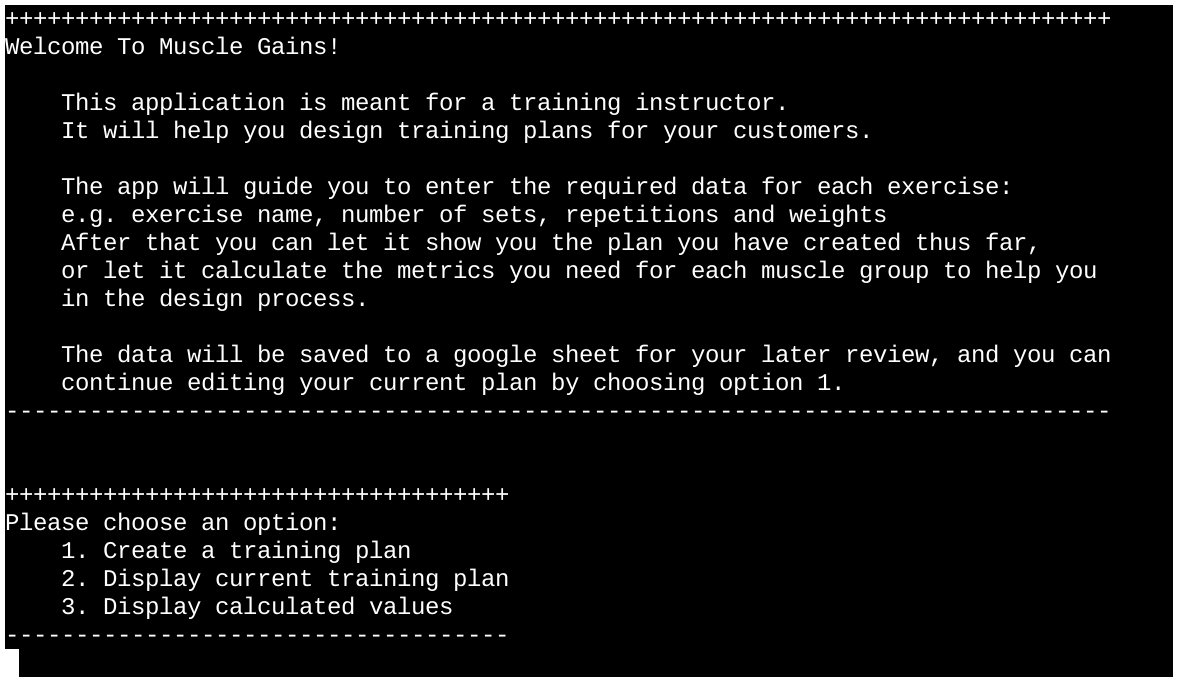 +++++++++++++++++++++++++++++++++++++++++++++++++++++++++++++++++++++++++++++++
Welcome To Muscle Gains!
This application is meant for a training instructor.
It will help you design training plans for your customers.
The app will guide you to enter the required data for each exercise:
e.g. exercise name, number of sets, repetitions and weights
After that you can let it show you the plan you have created thus far,
or let it calculate the metrics you need for each muscle group to help you
in the design process.
The data will be saved to a google sheet for your later review, and you can
continue editing your current plan by choosing option 1.
-------------------------------------------------------------------------------
++++++++++++++++++++++++++++++++++++
Please choose an option:
1. Create a training plan
2. Display current training plan
3. Display calculated values
------------------------------------